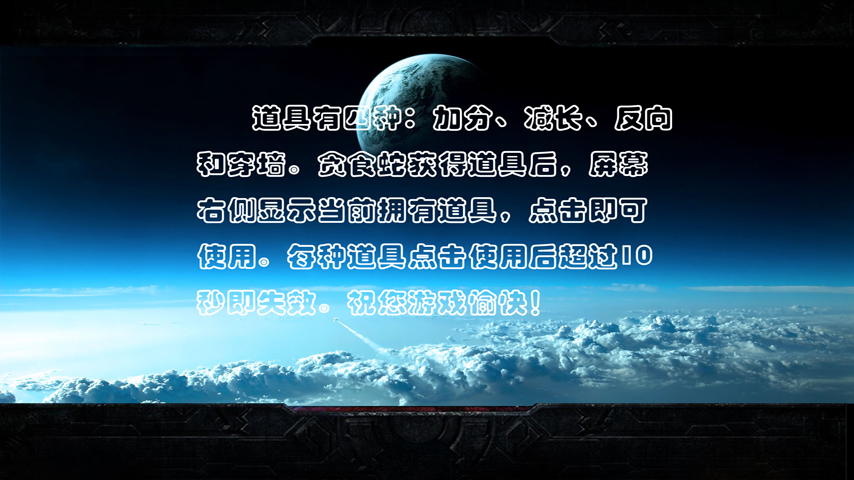 道具有四种：加分、减长、反向
和穿墙。贪食蛇获得道具后，屏幕
右侧显示当前拥有道具，点击即可
使用。每种道具点击使用后超过10
秒即失效。祝您游戏愉快！